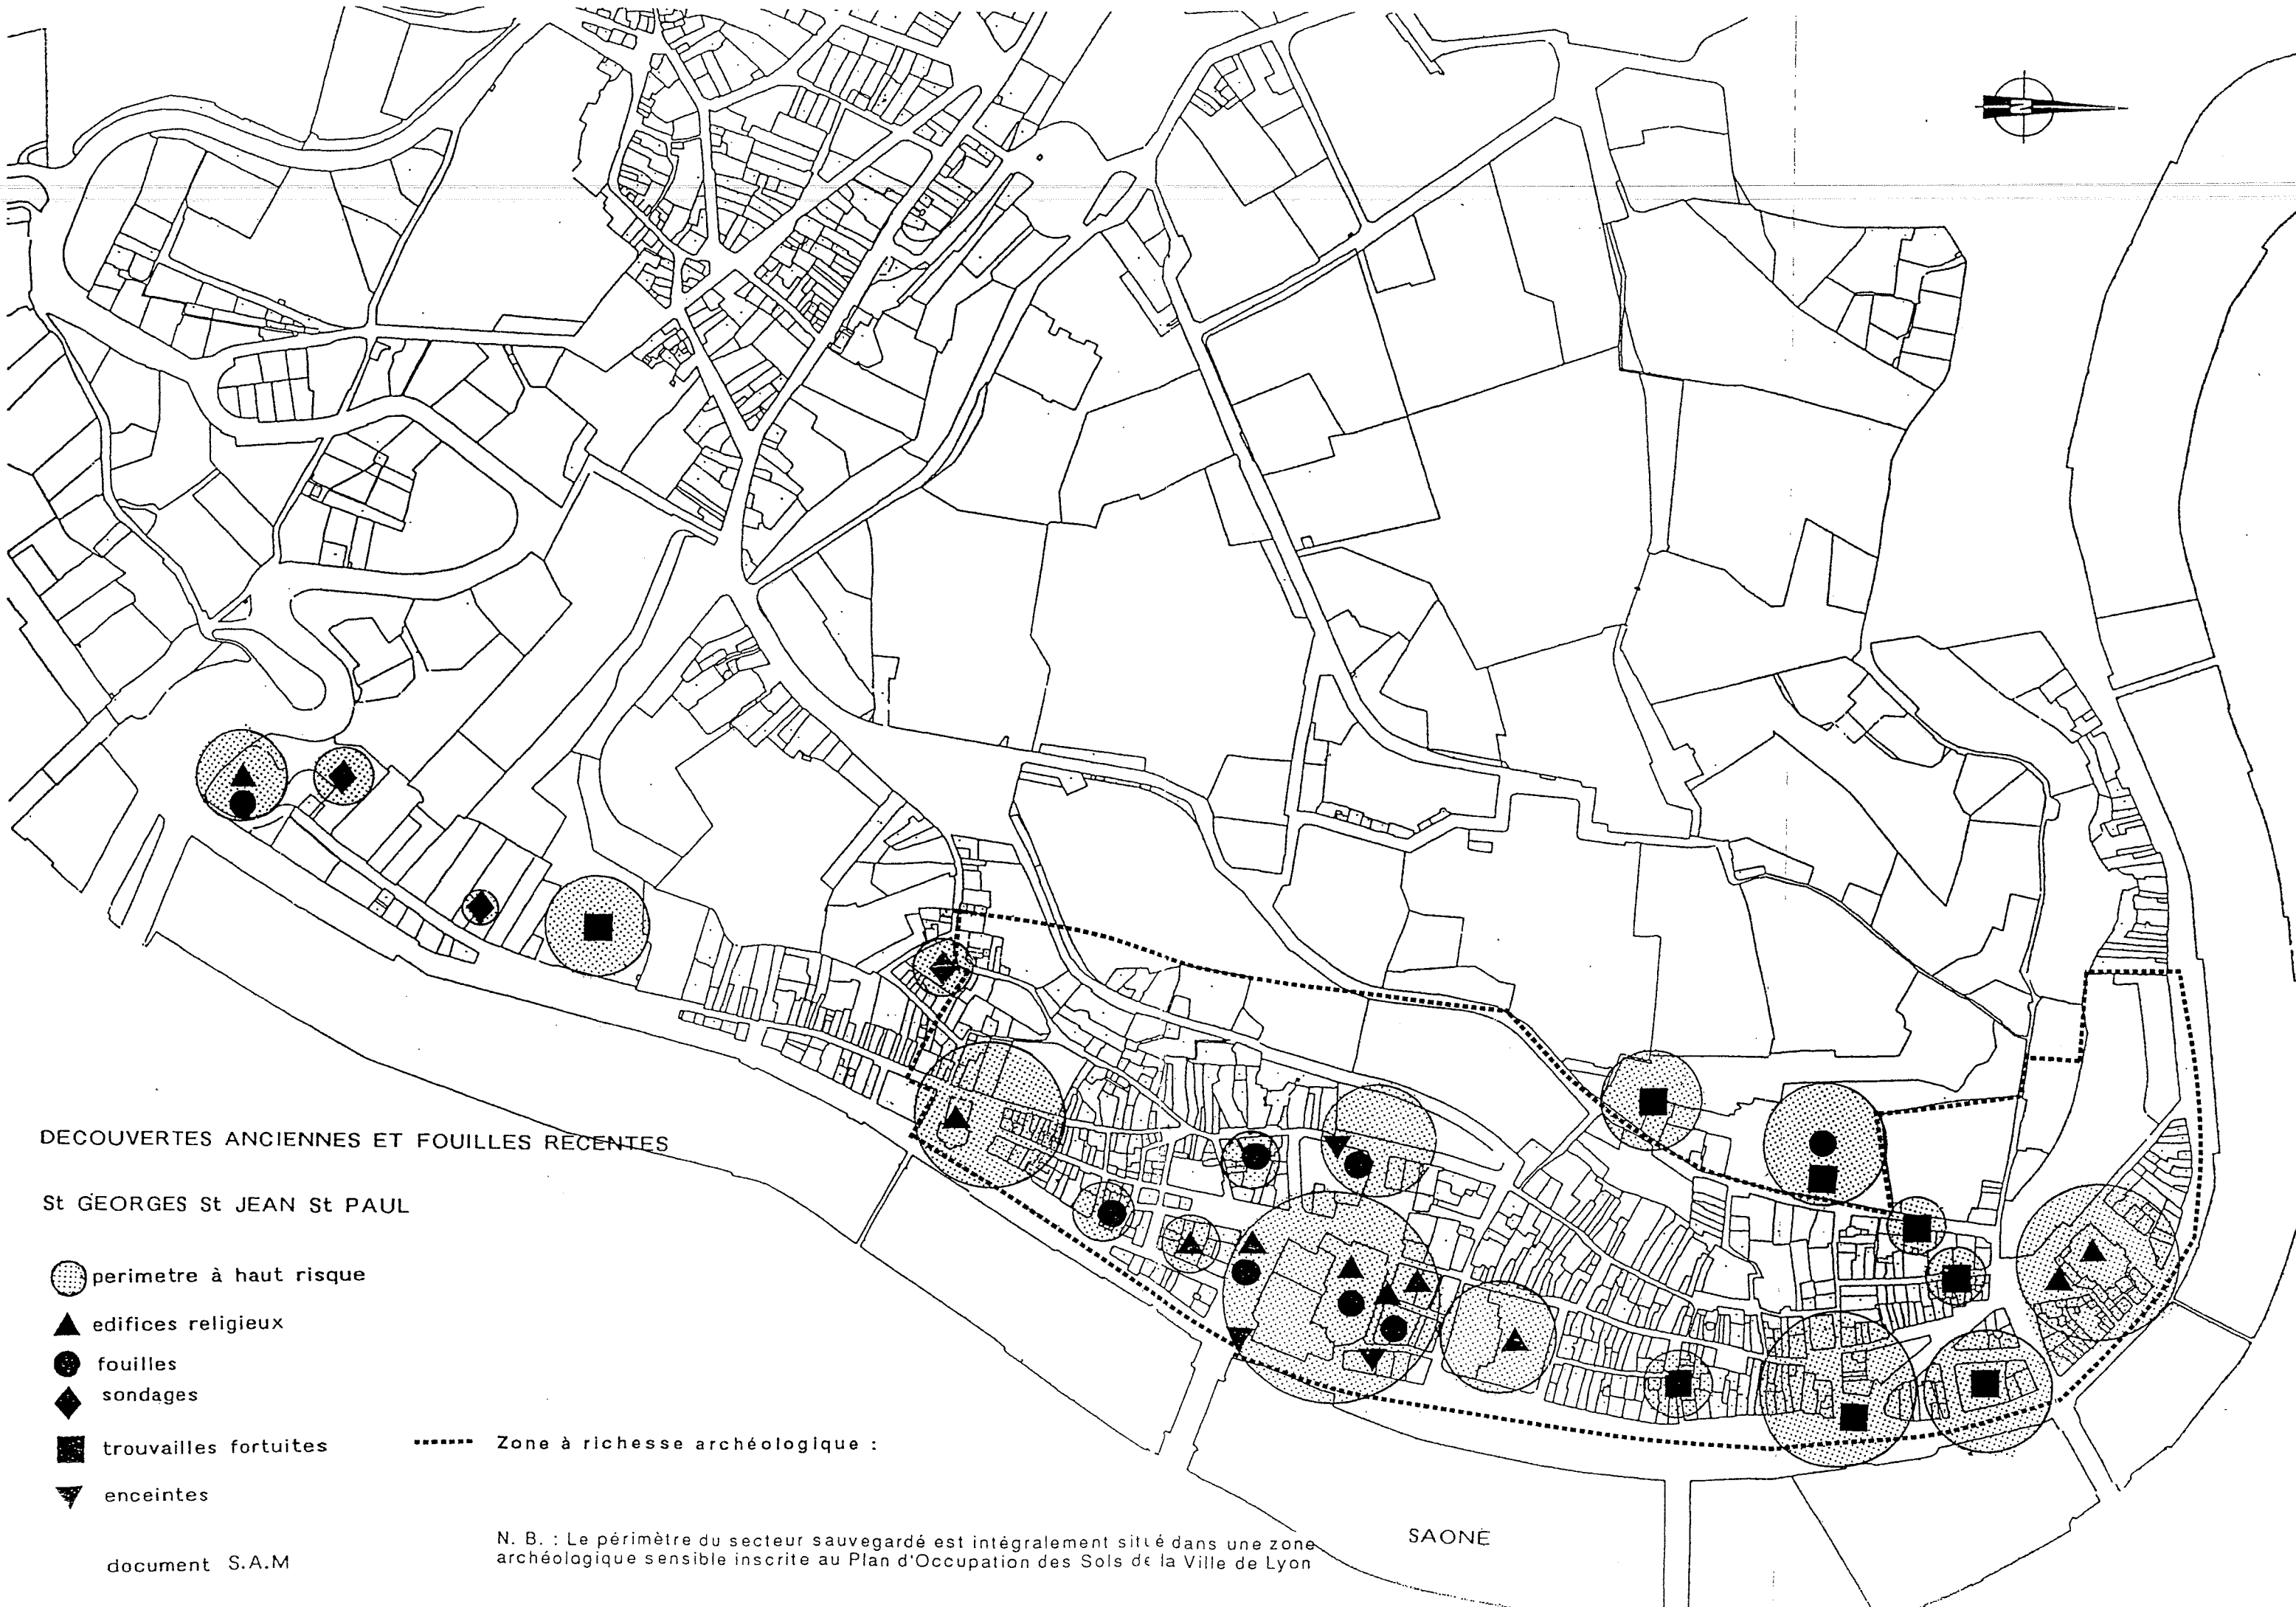 N
DECOUVERTES ANCIENNES ET FOUILLES RECENTES
St GEORGES St JEAN St PAUL
perimetre à haut risque
edifices religieux
fouilles
sondages
trouvailles fortuites
enceintes
document S.A.M
Zone à richesse archéologique :
N. B. : Le périmètre du secteur sauvegardé est intégralement situé dans une zone
archéologique sensible inscrite au Plan d'Occupation des Sols de la Ville de Lyon
SAONE